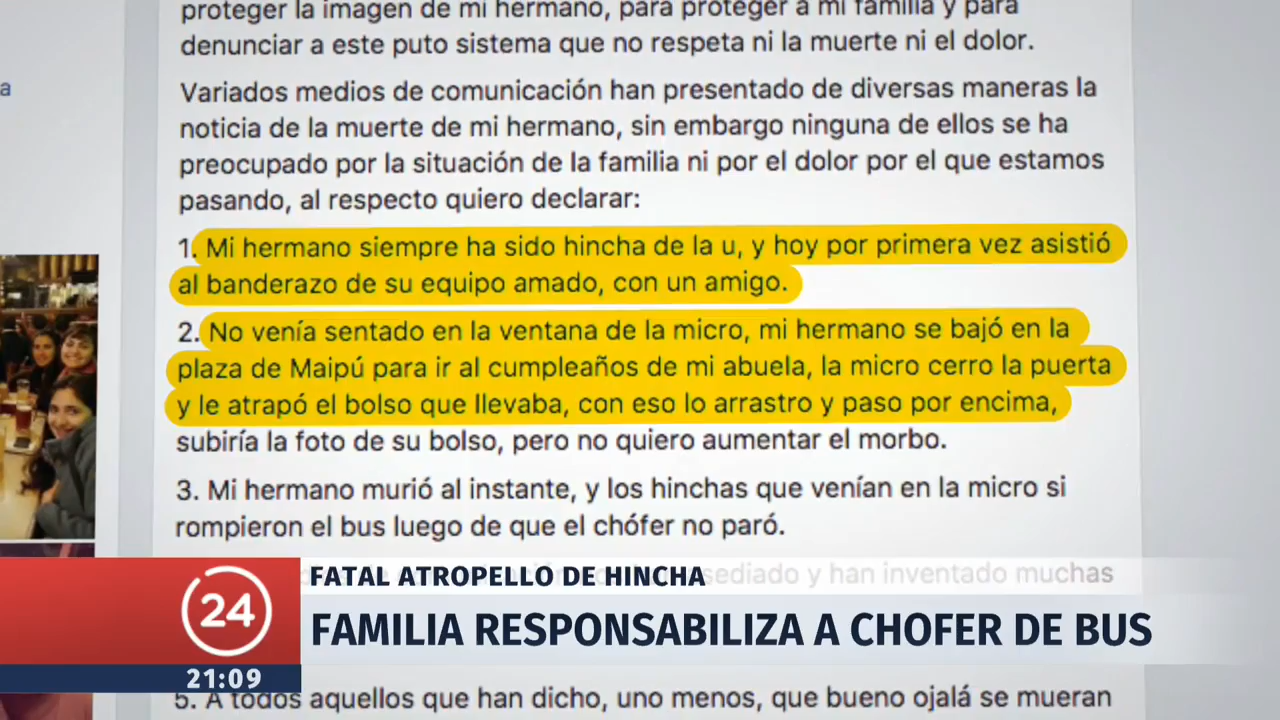 proteger la imagen de mi hermano, para proteger a mi familia y para
denunciar a este puto sistema que no respeta ni la muerte ni el dolor.
a
Variados medios de comunicación han presentado de diversas maneras la
noticia de la muerte de mi hermano, sin embargo ninguna de ellos se ha
preocupado por la situación de la familia ni por el dolor por el que estamos
pasando, al respecto quiero declarar:
1. Mi hermano siempre ha sido hincha de la u, y hoy por primera vez asistió
al banderazo de su equipo amado, con un amigo.
2. No venía sentado en la ventana de la micro, mi hermano se bajó en la
plaza de Maipú para ir al cumpleaños de mi abuela, la micro cerro la puerta
y le atrapó el bolso que llevaba, con eso lo arrastro y paso por encima,
subiría la foto de su bolso, pero no quiero aumentar el morbo.
3. Mi hermano murió al instante, y los hinchas que venían en la micro si
rompieron el bus luego de que el chófer no paró.
y han inventado muchas
FATAL ATROPELLO DE HINCHA
24
FAMILIA RESPONSABILIZA A CHOFER DE BUS
21:09
5. A todos aquellos que han dicho, uno menos, que bueno ojalá se mueran